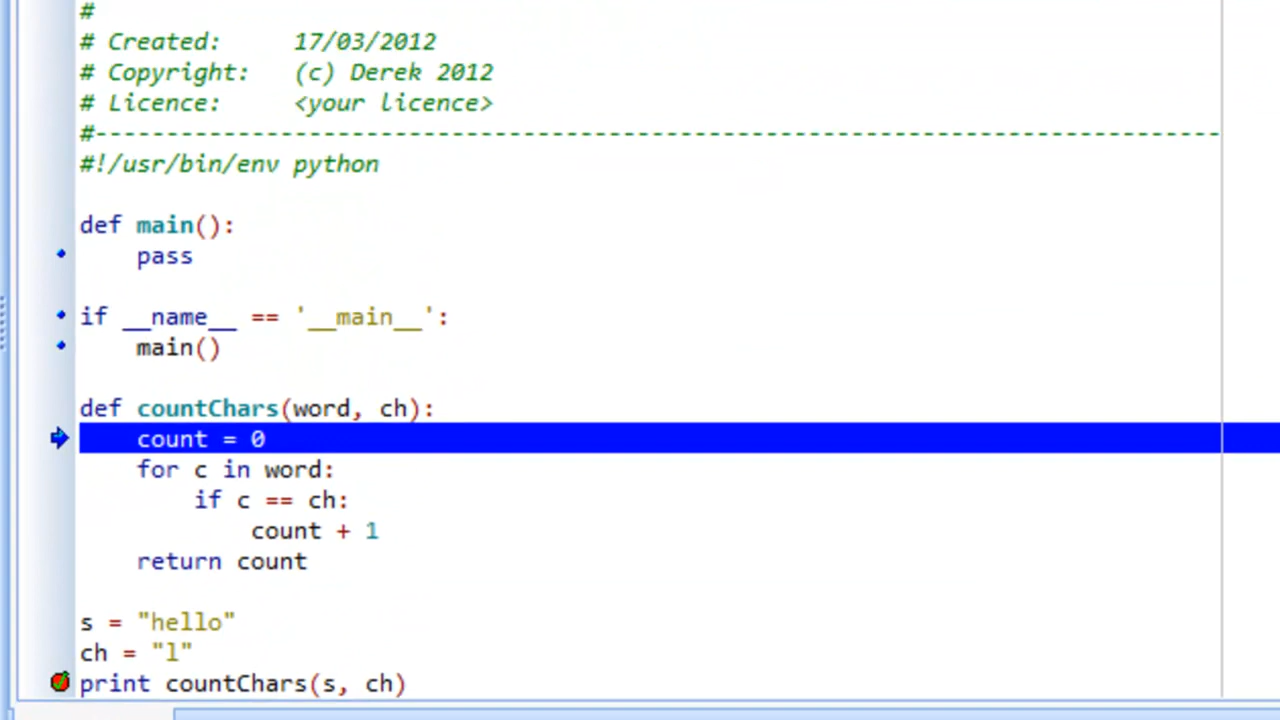 #
# Created:     17/03/2012
# Copyright:   (c) Derek 2012
# Licence:     <your licence>
#-------------------------------------------------------------------------------
#!/usr/bin/env python
def main():
    pass
if __name__ == '__main__':
    main()
def countChars(word, ch):
    count = 0
    for c in word:
        if c == ch:
            count + 1
    return count
s = "hello"
ch = "l"
print countChars(s, ch)